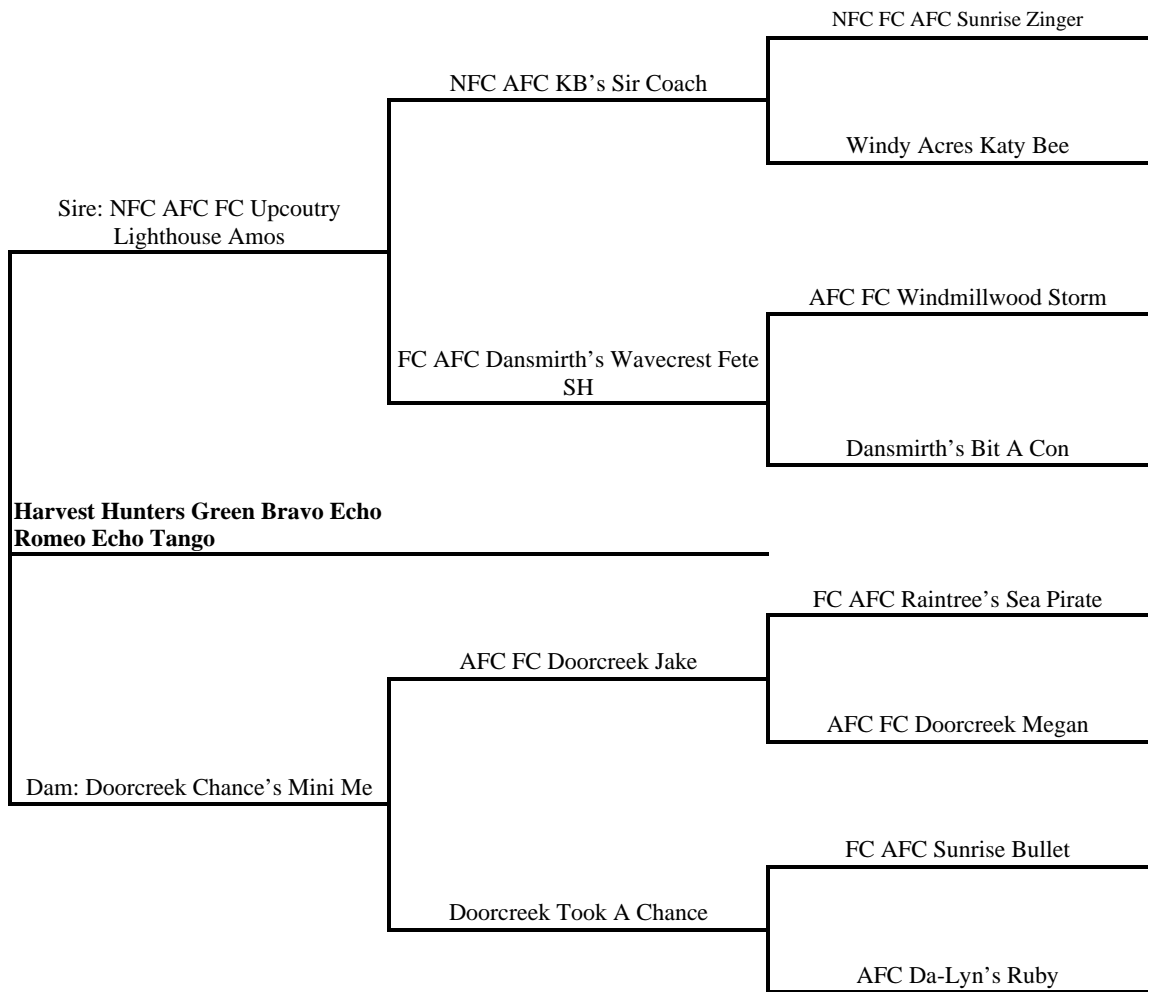 NFC FC AFC Sunrise Zinger
NFC AFC KB’s Sir Coach
Windy Acres Katy Bee
Sire: NFC AFC FC Upcoutry
Lighthouse Amos
AFC FC Windmillwood Storm
FC AFC Dansmirth’s Wavecrest Fete
SH
Dansmirth’s Bit A Con
Harvest Hunters Green Bravo Echo
Romeo Echo Tango
FC AFC Raintree’s Sea Pirate
AFC FC Doorcreek Jake
AFC FC Doorcreek Megan
Dam: Doorcreek Chance’s Mini Me
FC AFC Sunrise Bullet
Doorcreek Took A Chance
AFC Da-Lyn’s Ruby